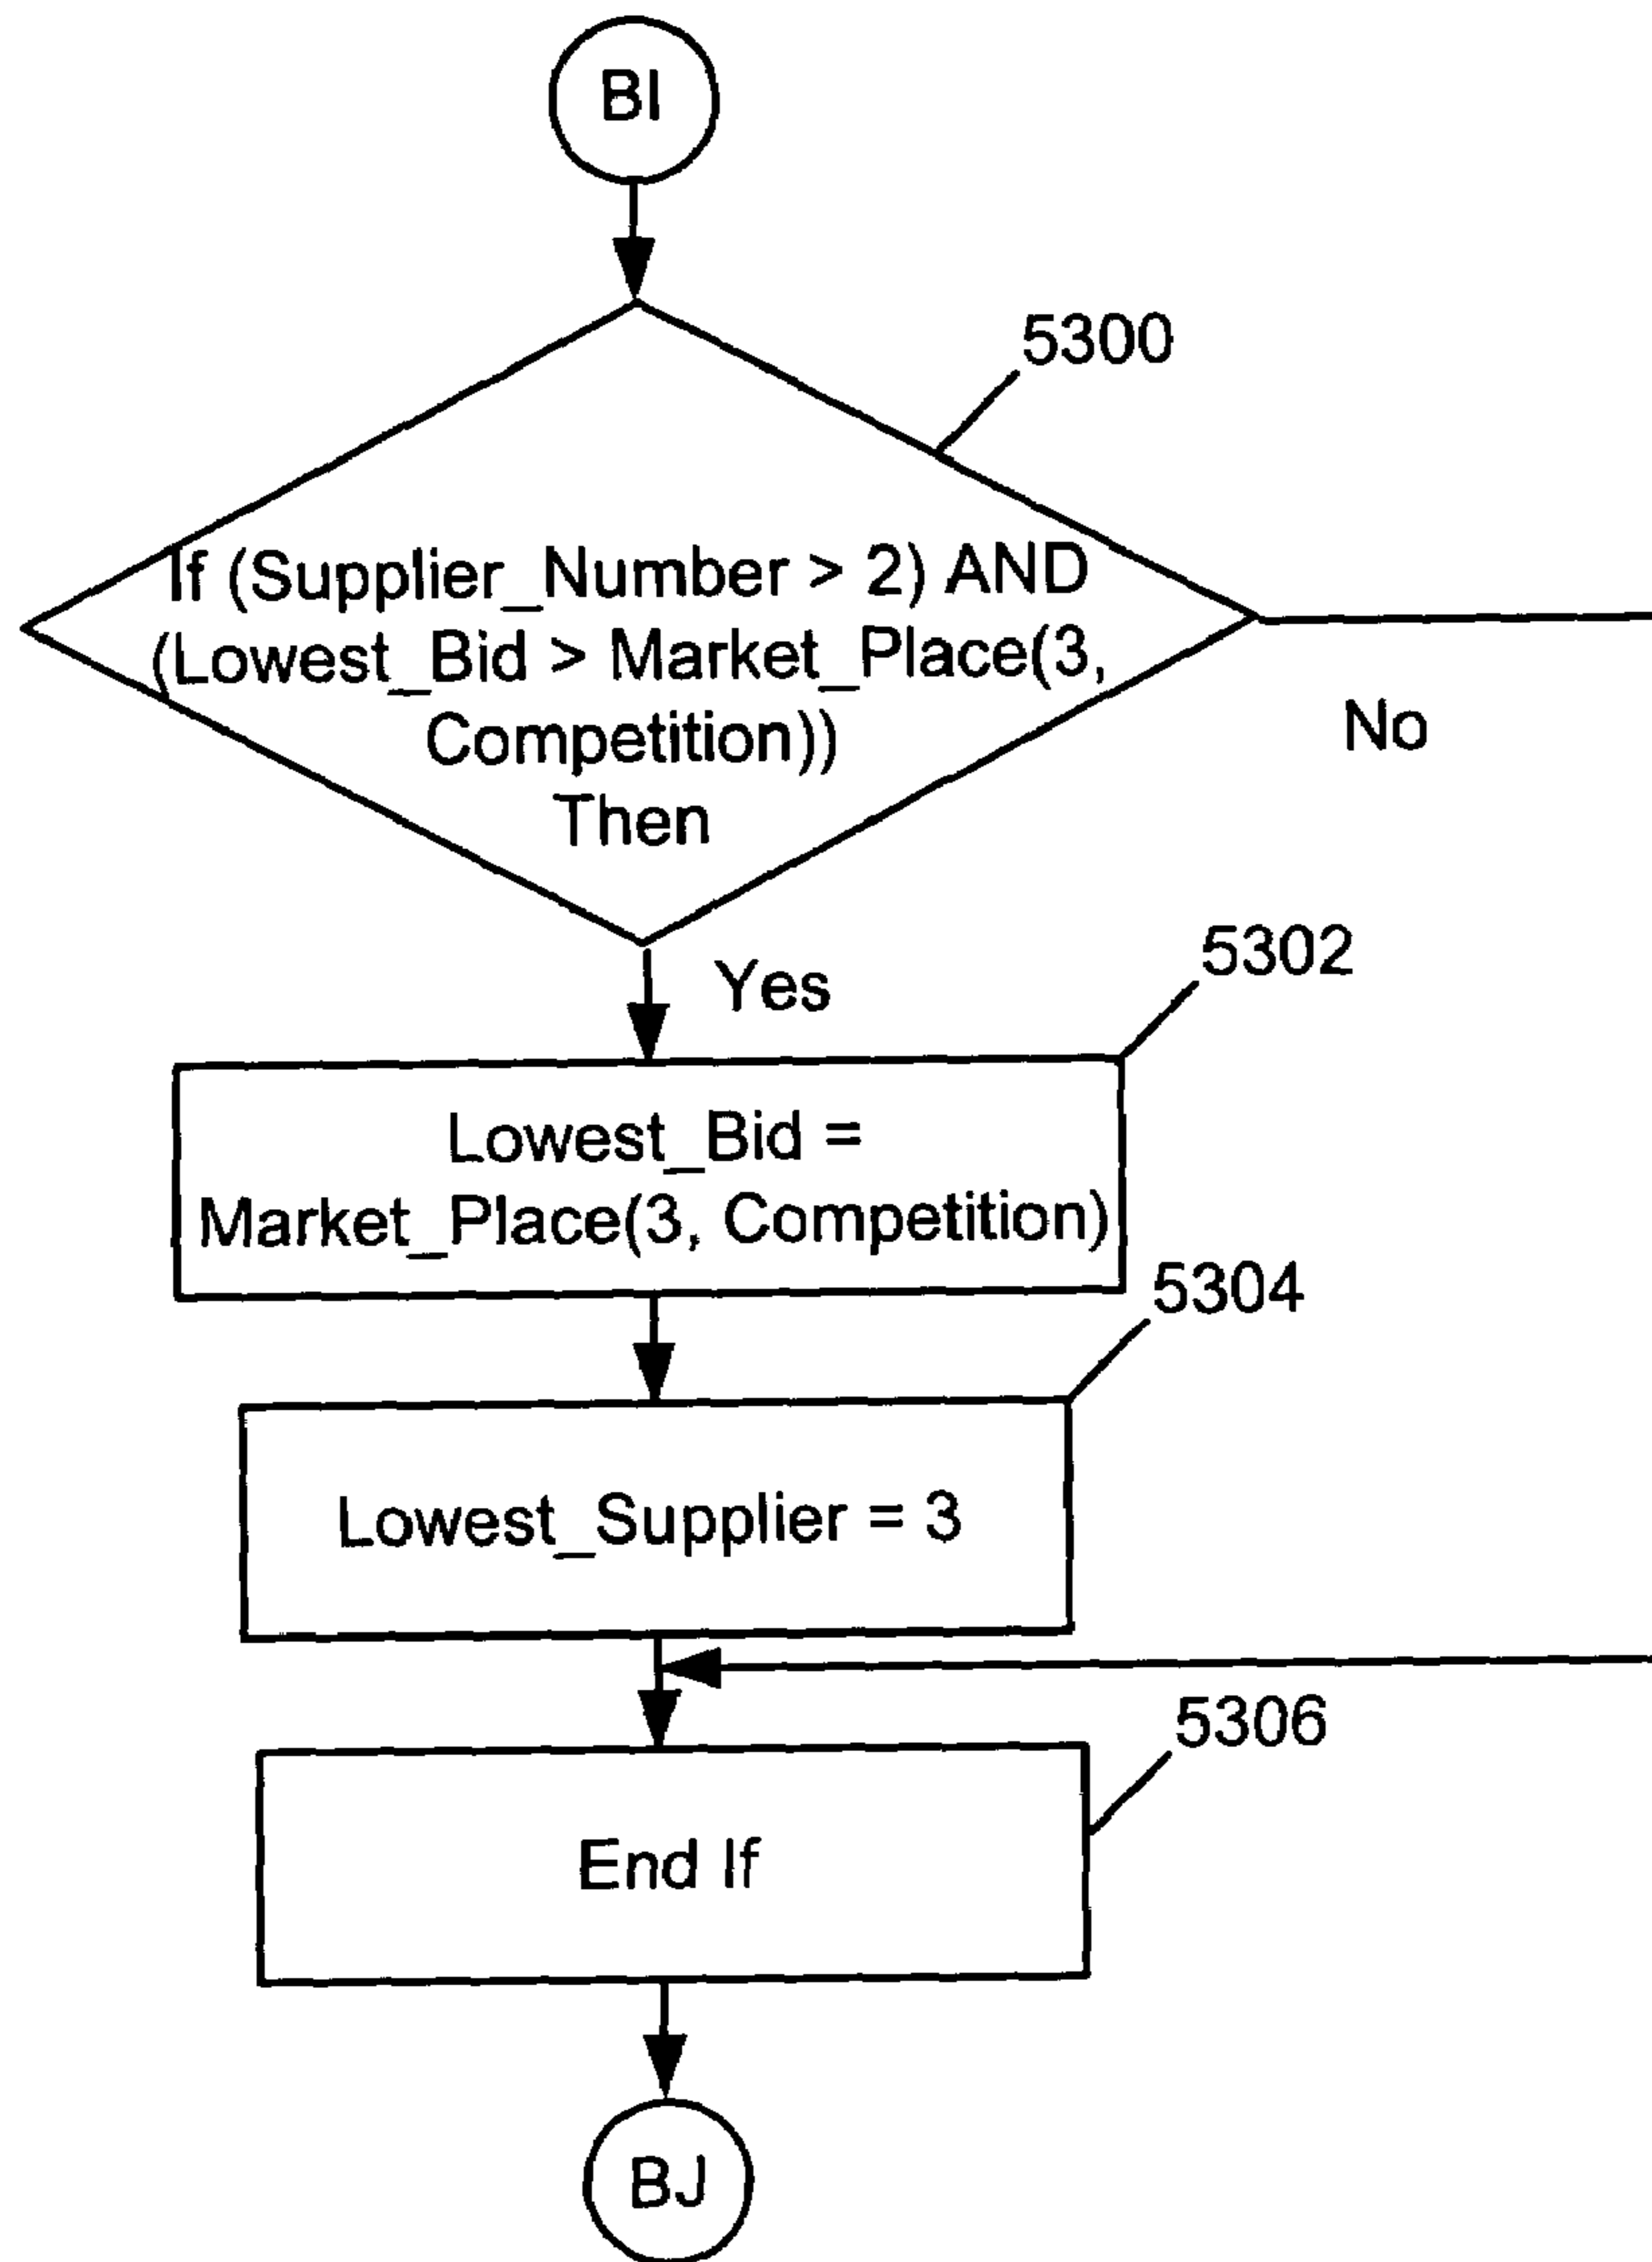 BI
5300
If (Supplier_Number > 2) AND
(Lowest_Bid > Market_Place(3,
Competition))
Then
No
Yes
5302
Lowest_Bid =
Market_Place(3, Competition)
5304
Lowest_Supplier = 3
5306
End If
BJ